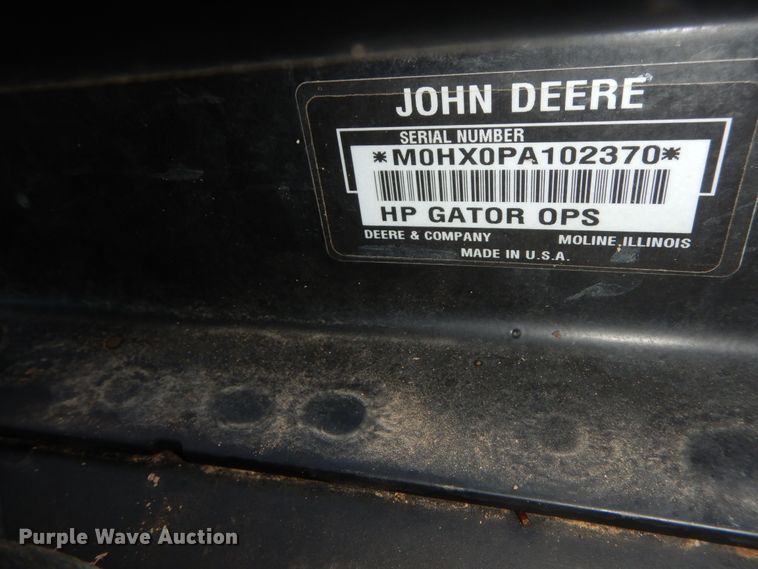 JOHN DEERE
SERIAL NUMBER
*M0HX0PA102370*
HP GATOR OPS
DEERE & COMPANY MOLINE, ILLINOIS
MADE IN U.S.A.
Purple Wave Auction